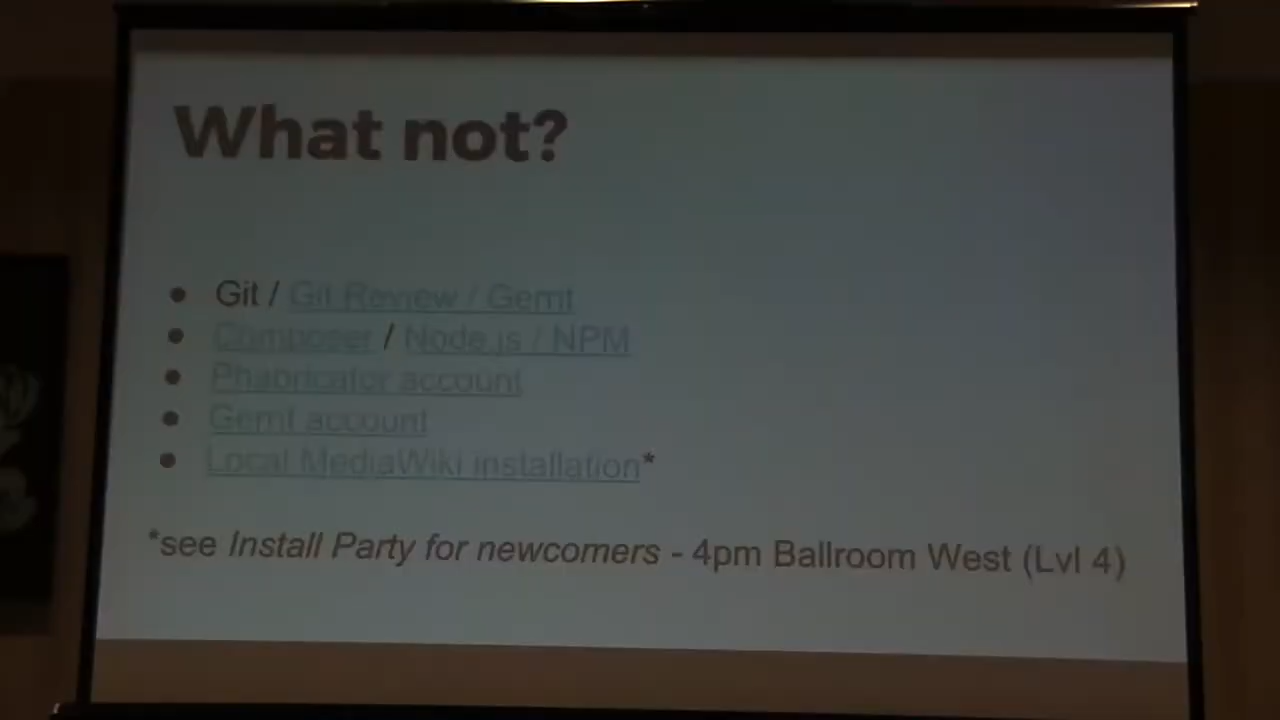 What not?
● Git / Git Review / Gerrit
● Composer / Node.js / NPM
● Phabricator account
● Gerrit account
● Local MediaWiki installation*
*see Install Party for newcomers - 4pm Ballroom West (Lvl 4)